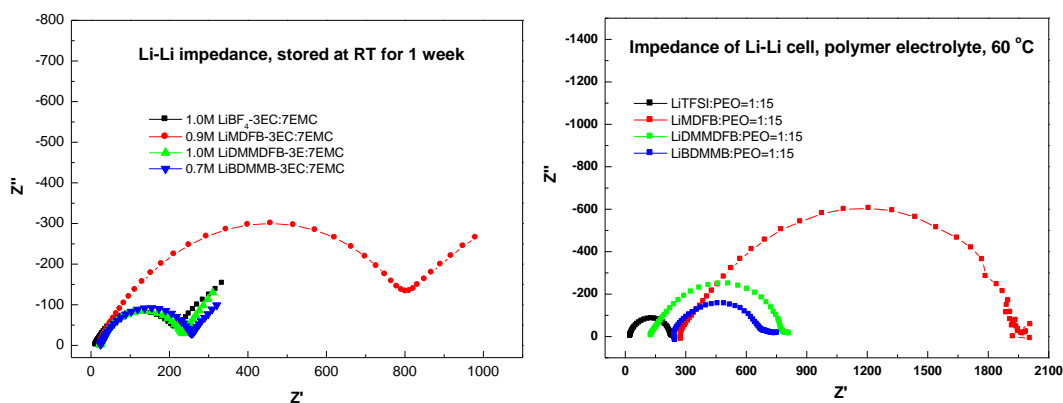 Li-Li impedance, stored at RT for 1 week
1.0M LiBF4-3EC:7EMC
0.9M LiMDFB-3EC:7EMC
1.0M LiDMMDFB-3E:7EMC
0.7M LiBDMMB-3EC:7EMC
-800
-700
-600
-500
-400
-300
-200
-100
0
Z''
0 200 400 600 800 1000
Z'
Impedance of Li-Li cell, polymer electrolyte, 60 °C
LiTFSI:PEO=1:15
LiMDFB:PEO=1:15
LiDMMDFB:PEO=1:15
LiBDMMB:PEO=1:15
-1400
-1200
-1000
-800
-600
-400
-200
0
Z''
0 300 600 900 1200 1500 1800 2100
Z'